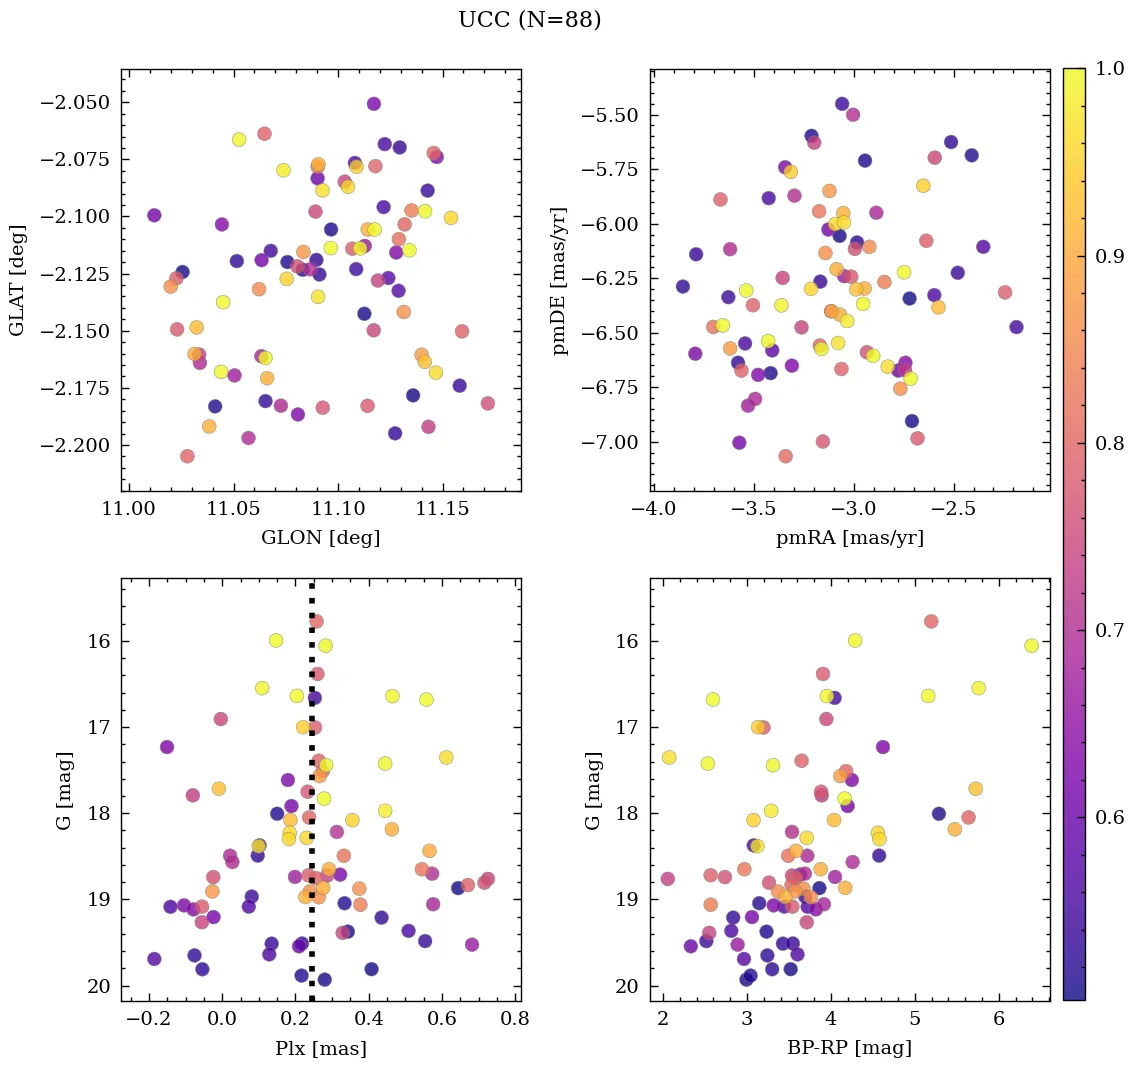 UCC (N=88)
−2.050
−2.075
−2.100
−2.125
−2.150
−2.175
−2.200
GLAT [deg]
11.00 11.05 11.10 11.15
GLON [deg]
−5.50
−5.75
−6.00
−6.25
−6.50
−6.75
−7.00
pmDE [mas/yr]
−4.0 −3.5 −3.0 −2.5
pmRA [mas/yr]
1.0
0.9
0.8
0.7
0.6
16
17
18
19
20
G [mag]
−0.2 0.0 0.2 0.4 0.6 0.8
Plx [mas]
16
17
18
19
20
G [mag]
2 3 4 5 6
BP-RP [mag]